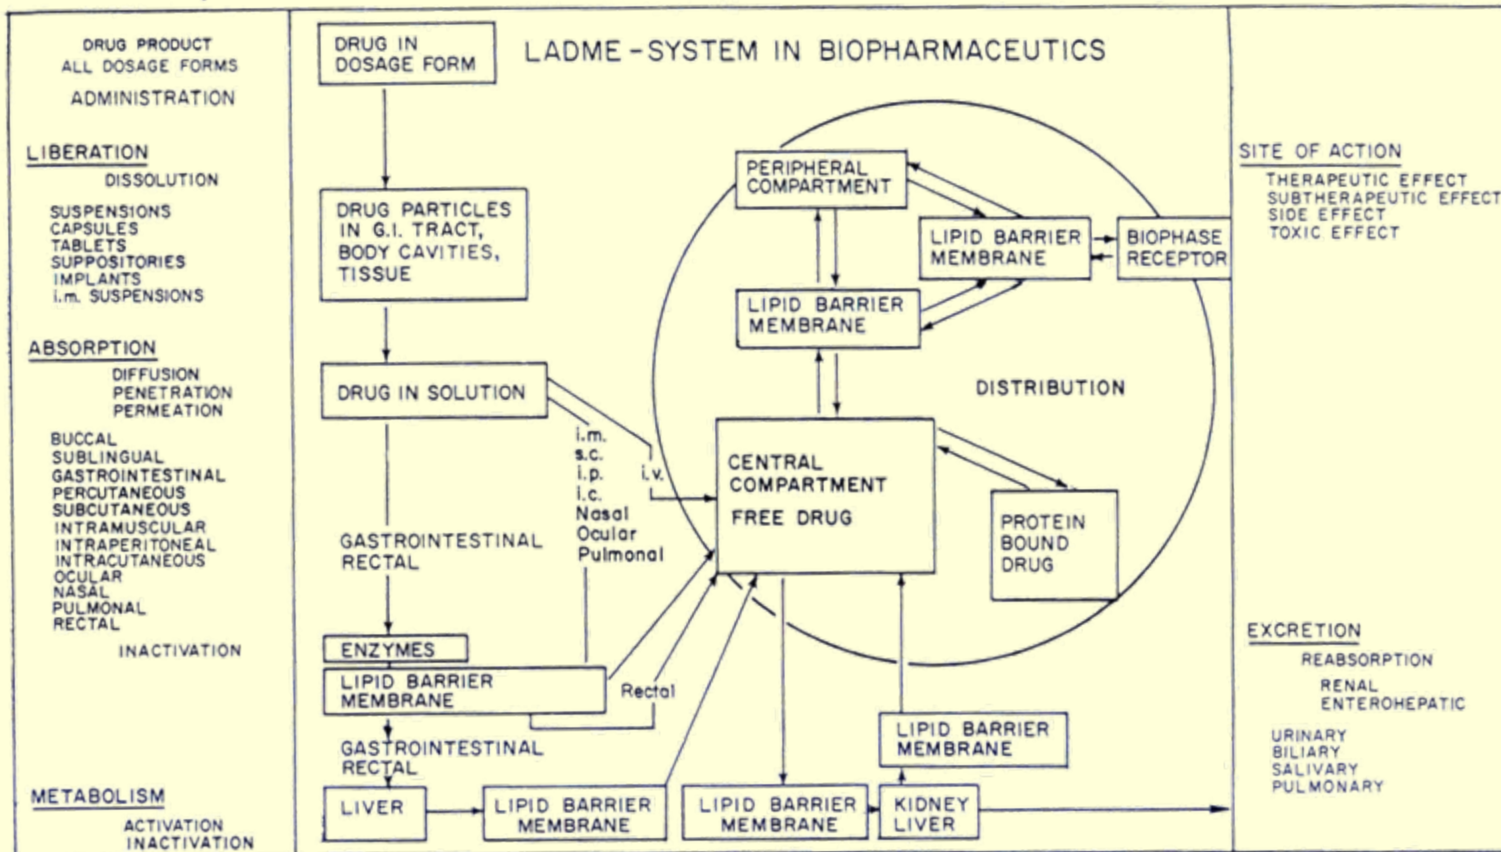 DRUG PRODUCT
ALL DOSAGE FORMS
ADMINISTRATION
LIBERATION
DISSOLUTION
SUSPENSIONS
CAPSULES
TABLETS
SUPPOSITORIES
IMPLANTS
i.m. SUSPENSIONS
ABSORPTION
DIFFUSION
PENETRATION
PERMEATION
BUCCAL
SUBLINGUAL
GASTROINTESTINAL
PERCUTANEOUS
SUBCUTANEOUS
INTRAMUSCULAR
INTRAPERITONEAL
INTRACUTANEOUS
OCULAR
NASAL
PULMONAL
RECTAL
INACTIVATION
METABOLISM
ACTIVATION
INACTIVATION
LADME-SYSTEM IN BIOPHARMACEUTICS
DRUG IN
DOSAGE FORM
DRUG PARTICLES
IN G.I. TRACT,
BODY CAVITIES,
TISSUE
DRUG IN SOLUTION
i.m.
s.c.
i.p.
i.c.
Nasal
Ocular
Pulmonal
i.v.
GASTROINTESTINAL
RECTAL
ENZYMES
LIPID BARRIER
MEMBRANE
Rectal
GASTROINTESTINAL
RECTAL
LIVER
LIPID BARRIER
MEMBRANE
PERIPHERAL
COMPARTMENT
LIPID BARRIER
MEMBRANE
BIOPHASE
RECEPTOR
LIPID BARRIER
MEMBRANE
DISTRIBUTION
CENTRAL
COMPARTMENT
FREE DRUG
PROTEIN
BOUND
DRUG
LIPID BARRIER
MEMBRANE
LIPID BARRIER
MEMBRANE
KIDNEY
LIVER
SITE OF ACTION
THERAPEUTIC EFFECT
SUBTHERAPEUTIC EFFECT
SIDE EFFECT
TOXIC EFFECT
EXCRETION
REABSORPTION
RENAL
ENTEROHEPATIC
URINARY
BILIARY
SALIVARY
PULMONARY